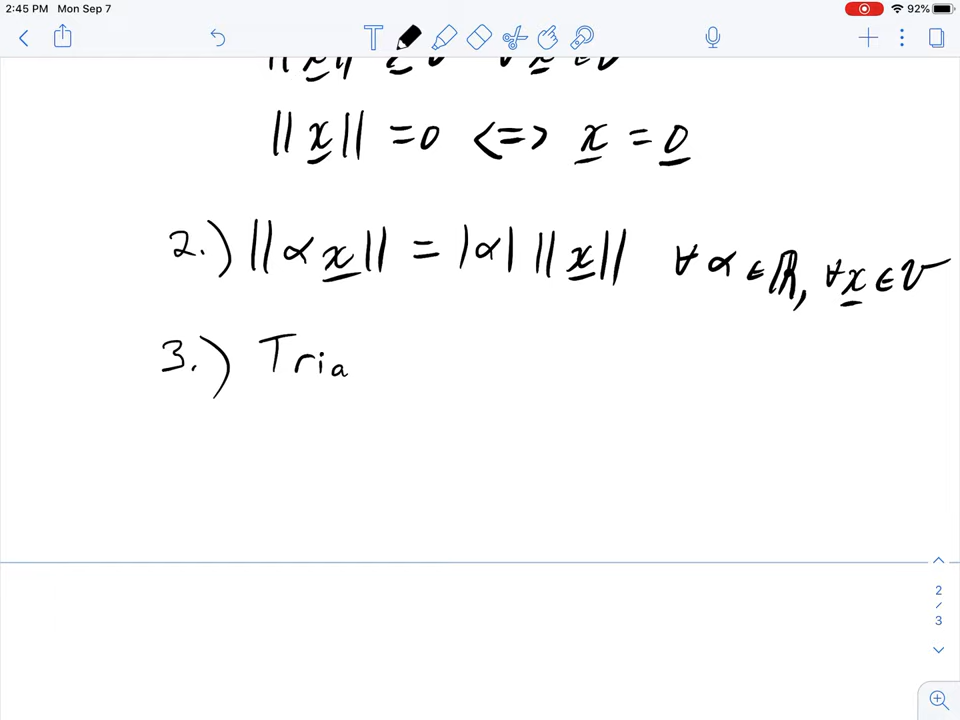 2:45 PM Mon Sep 7 92%
T
||x|| = 0 <=> x = 0
2.) ||αx|| = |α| ||x|| ∀α∈ℝ, ∀x∈V
3.) Tria
2
/
3